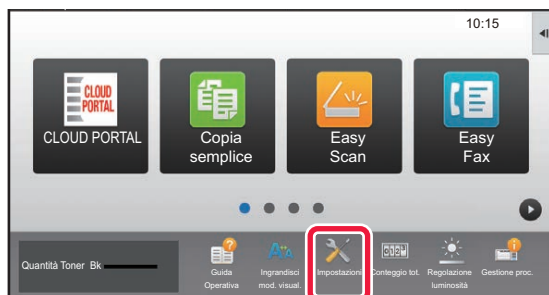 10:15
CLOUD
PORTAL
CLOUD PORTAL
Copia
semplice
Easy
Scan
Easy
Fax
Quantità Toner Bk
Guida
Operativa
Ingrandisci
mod. visual.
Impostazioni
Conteggio tot.
Regolazione
luminosità
Gestione proc.